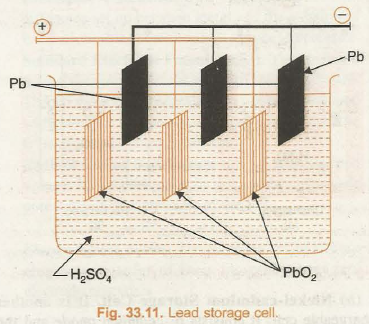 +
−
Pb
Pb
H₂SO₄
PbO₂
Fig. 33.11. Lead storage cell.